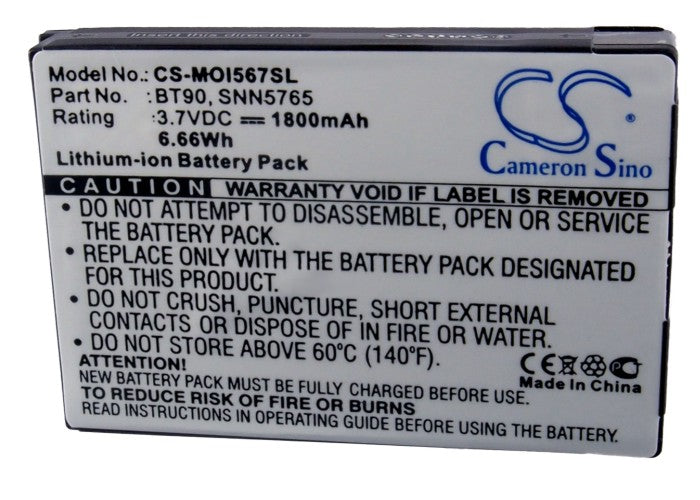 Model No.: CS-MOI567SL
Part No. : BT90, SNN5765
Rating : 3.7VDC 1800mAh
6.66Wh
Lithium-ion Battery Pack
CS
Cameron Sino
CAUTION WARRANTY VOID IF LABEL IS REMOVED
• DO NOT ATTEMPT TO DISASSEMBLE, OPEN OR SERVICE
THE BATTERY PACK.
• REPLACE ONLY WITH THE BATTERY PACK DESIGNATED
FOR THIS PRODUCT.
• DO NOT CRUSH, PUNCTURE, SHORT EXTERNAL
CONTACTS OR DISPOSE OF IN FIRE OR WATER.
• DO NOT STORE ABOVE 60°C (140°F).
CE
Made In China
ATTENTION!
NEW BATTERY PACK MUST BE FULLY CHARGED BEFORE USE.
TO REDUCE RISK OF FIRE OR BURNS,
FOLLOW INSTRUCTIONS IN OPERATING GUIDE BEFORE INSTALLATION